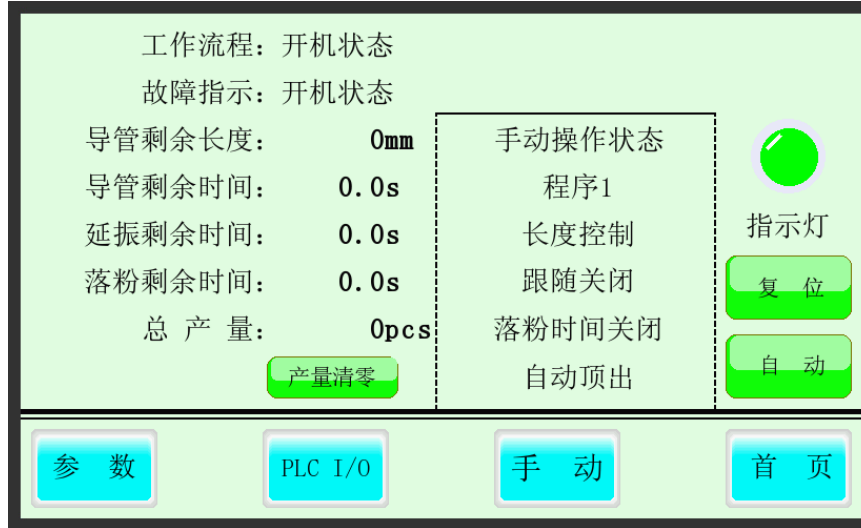 工作流程：开机状态
故障指示：开机状态
导管剩余长度： 0mm
导管剩余时间： 0.0s
延振剩余时间： 0.0s
落粉剩余时间： 0.0s
总 产 量： 0pcs
产量清零
手动操作状态
程序1
长度控制
跟随关闭
落粉时间关闭
自动顶出
指示灯
复 位
自 动
参 数
PLC I/O
手 动
首 页